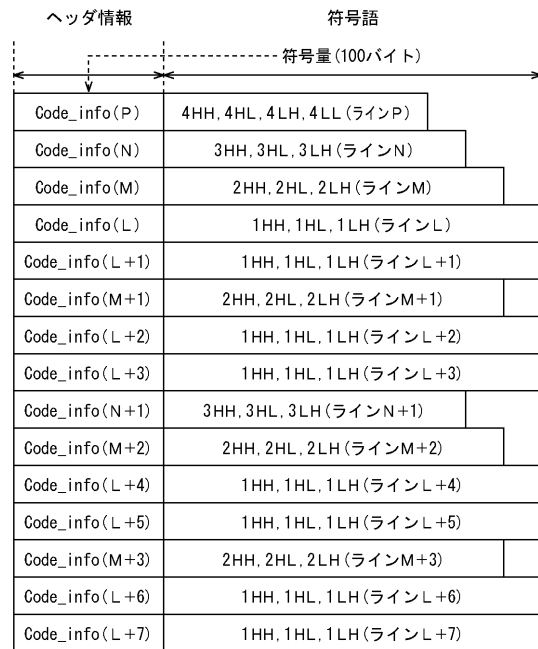 ヘッダ情報 符号語
符号量(100バイト)
Code_info(P) 4HH,4HL,4LH,4LL(ラインP)
Code_info(N) 3HH,3HL,3LH(ラインN)
Code_info(M) 2HH,2HL,2LH(ラインM)
Code_info(L) 1HH,1HL,1LH(ラインL)
Code_info(L+1) 1HH,1HL,1LH(ラインL+1)
Code_info(M+1) 2HH,2HL,2LH(ラインM+1)
Code_info(L+2) 1HH,1HL,1LH(ラインL+2)
Code_info(L+3) 1HH,1HL,1LH(ラインL+3)
Code_info(N+1) 3HH,3HL,3LH(ラインN+1)
Code_info(M+2) 2HH,2HL,2LH(ラインM+2)
Code_info(L+4) 1HH,1HL,1LH(ラインL+4)
Code_info(L+5) 1HH,1HL,1LH(ラインL+5)
Code_info(M+3) 2HH,2HL,2LH(ラインM+3)
Code_info(L+6) 1HH,1HL,1LH(ラインL+6)
Code_info(L+7) 1HH,1HL,1LH(ラインL+7)